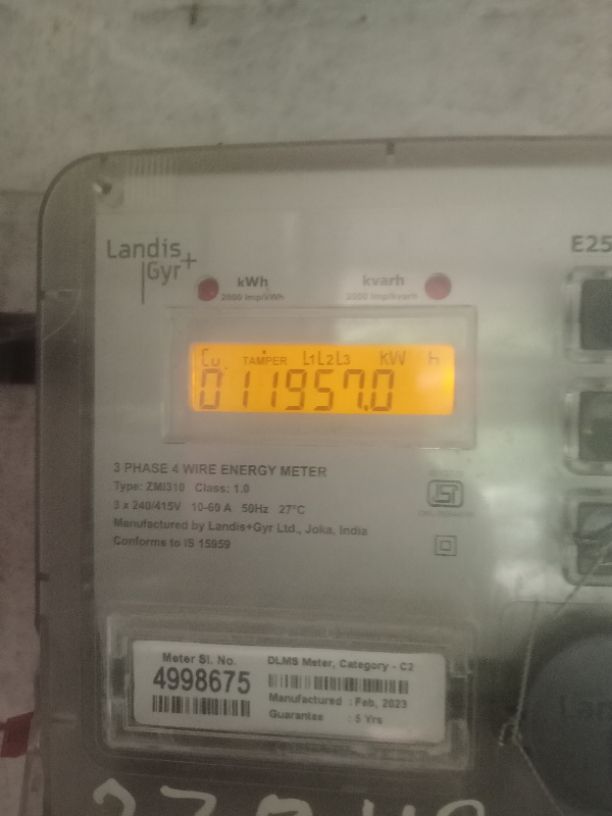 Landis
+
Gyr
E25
kWh
2000 Imp/kWh
kvarh
2000 Imp/kvarh
Cu. TAMPER L1L2L3 kW h
011957.0
3 PHASE 4 WIRE ENERGY METER
Type: ZMI310 Class: 1.0
3 x 240/415V 10-60 A 50Hz 27°C
Manufactured by Landis+Gyr Ltd., Joka, India
Conforms to IS 15959
Meter Sl. No.
4998675
DLMS Meter, Category - C2
Manufactured : Feb, 2023
Guarantee : 5 Yrs